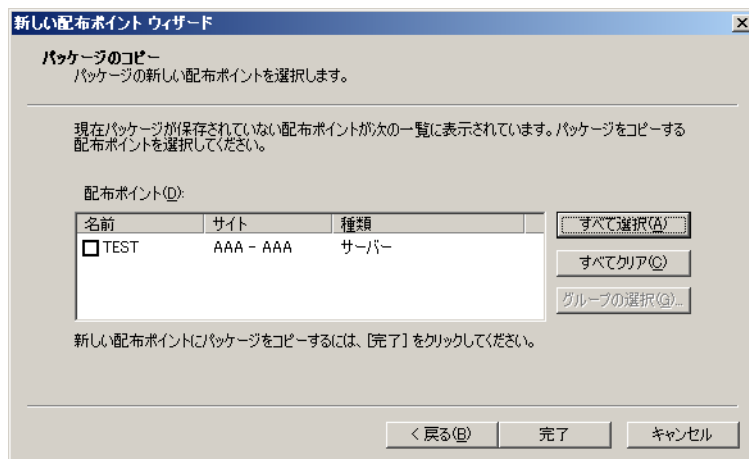 新しい配布ポイント ウィザード
パッケージのコピー
パッケージの新しい配布ポイントを選択します。
現在パッケージが保存されていない配布ポイントが次の一覧に表示されています。パッケージをコピーする
配布ポイントを選択してください。
配布ポイント(D):
名前 サイト 種類
TEST AAA - AAA サーバー
すべて選択(A)
すべてクリア(C)
グループの選択(G)...
新しい配布ポイントにパッケージをコピーするには、[完了] をクリックしてください。
< 戻る(B) 完了 キャンセル